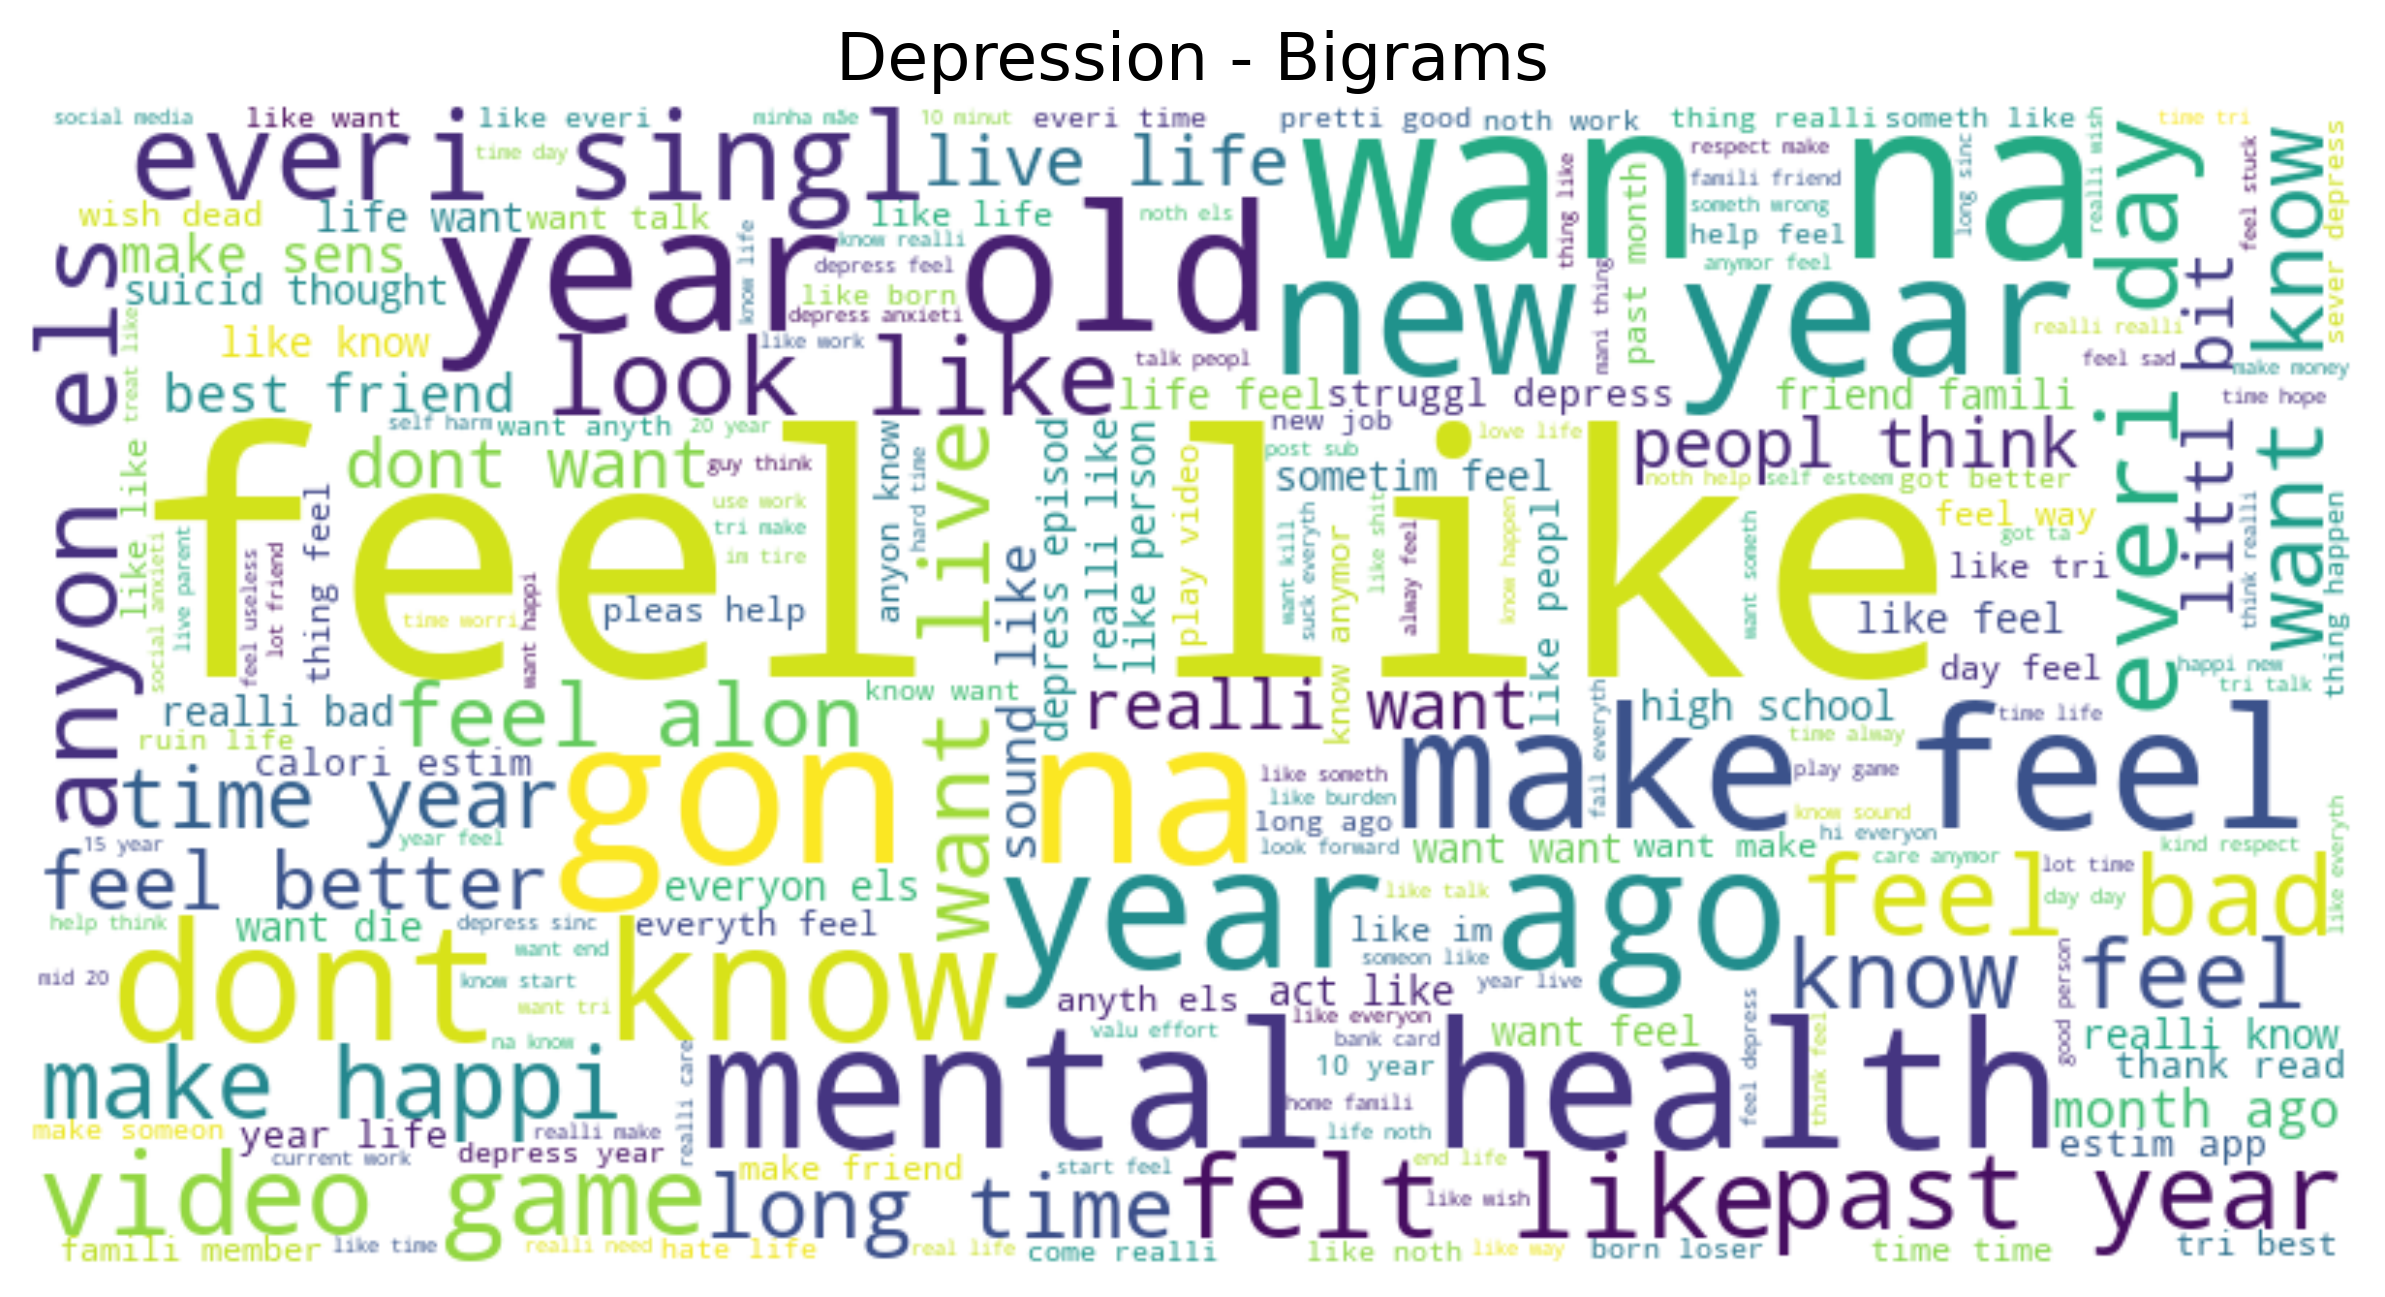 Depression - Bigrams
social media
like want
like everi
minha mãe
10 minut
everi time
pretti good
noth work
thing realli
someth like
realli wish
time tri
everi singl
time day
live life
wan na
thing like
past month
respect make
famili friend
someth wrong
help feel
anymor feel
long sinc
everi day
want know
feel stuck
sever depress
wish dead
life want
want talk
like life
noth els
make sens
year old
know life
know realli
depress feel
like born
depress anxieti
suicid thought
new year
mani thing
realli realli
littl bit
anyon els
treat like
like know
look like
like work
talk peopl
feel sad
make money
best friend
life feel
struggl depress
friend famili
time hope
self harm
want anyth
20 year
new job
love life
post sub
peopl think
feel like
dont want
guy think
anyon know
hard time
want live
depress episod
realli like
like person
play video
sometim feel
noth help
self esteem
got better
like like
social anxieti
live parent
feel useless
lot friend
thing feel
use work
tri make
im tire
time worri
want happi
pleas help
sound like
want kill
suck everyth
know anymor
like shit
alway feel
know happen
like peopl
want someth
feel way
got ta
like tri
like feel
day feel
think realli
thing happen
happi new
tri talk
realli bad
feel alon
know want
realli want
high school
time life
ruin life
calori estim
time year
gon na
like someth
like burden
long ago
look forward
fail everyth
make feel
time alway
play game
know sound
hi everyon
15 year
year feel
want want
want make
care anymor
lot time
kind respect
like everyth
feel better
everyon els
year ago
like talk
feel bad
day day
help think
want die
depress sinc
everyth feel
want end
like im
someon like
mid 20
dont know
know start
want tri
anyth els
act like
year live
know feel
good person
na know
valu effort
like everyon
bank card
want feel
feel depress
think feel
realli know
make happi
realli care
mental health
10 year
thank read
home famili
month ago
make someon
year life
realli make
life noth
current work
depress year
estim app
video game
make friend
start feel
end life
long time
felt like
like wish
past year
famili member
like time
realli need
hate life
real life
come realli
like noth
like way
born loser
time time
tri best